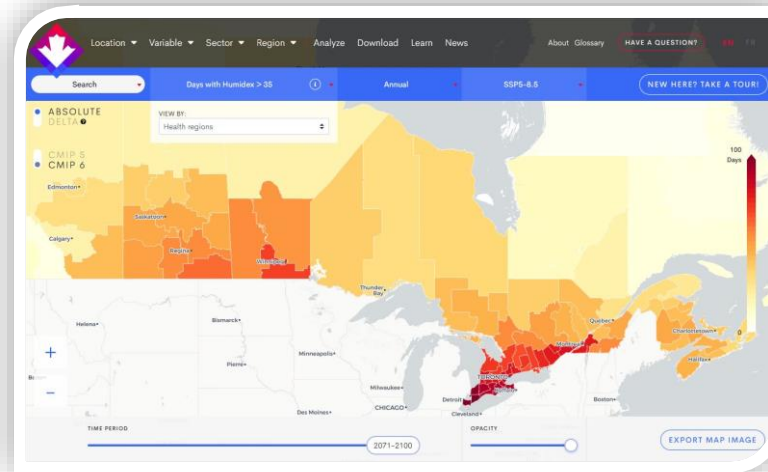 Location Variable Sector Region Analyze Download Learn News About Glossary HAVE A QUESTION? EN FR
Search Days with Humidex > 35 i Annual SSP5-8.5 NEW HERE? TAKE A TOUR!
ABSOLUTE
DELTA ?
VIEW BY:
Health regions
CMIP 5
CMIP 6
100
Days
Edmonton
Saskatoon
Calgary
Regina
Winnipeg
Thunder
Bay
Helena
Bismarck
Québec
Charlottetown
0
Montreal
Halifax
+
Pierre
Minneapolis
TORONTO
−
Milwaukee
Detroit
Boston
CHICAGO
Des Moines
Cleveland
TIME PERIOD
2071-2100
OPACITY
EXPORT MAP IMAGE